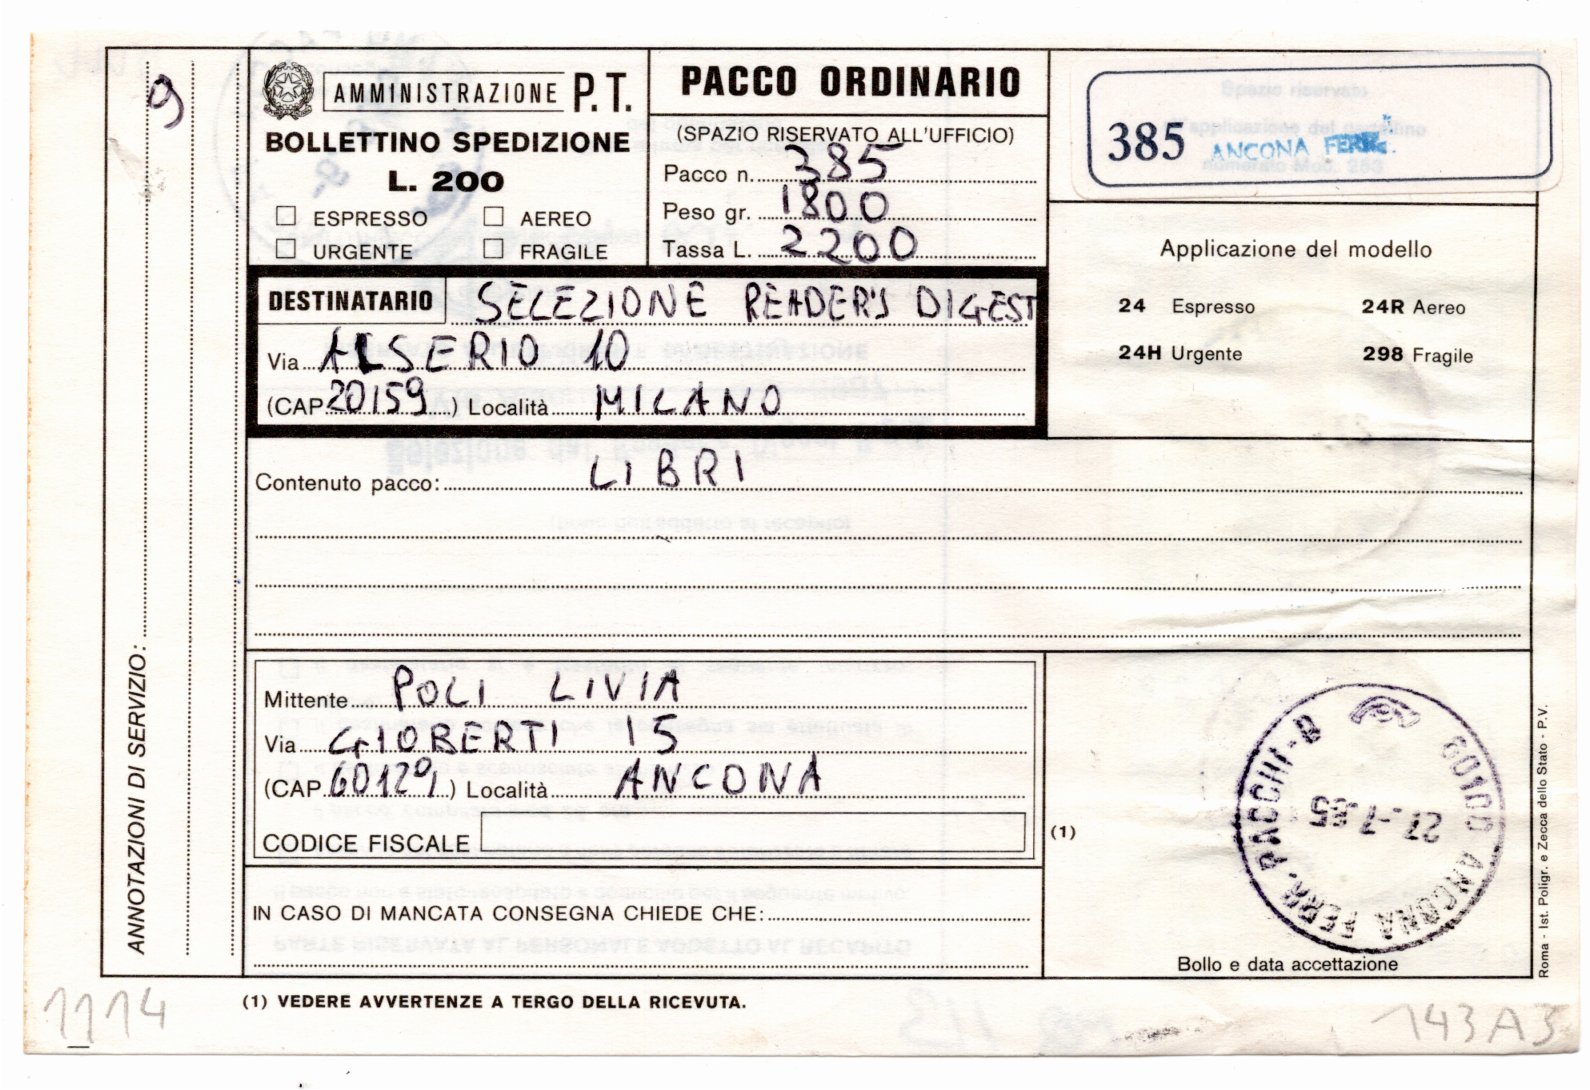 AMMINISTRAZIONE P.T.
BOLLETTINO SPEDIZIONE
L. 200
ESPRESSO AEREO
URGENTE FRAGILE
PACCO ORDINARIO
(SPAZIO RISERVATO ALL'UFFICIO)
Pacco n. 385
Peso gr. 1800
Tassa L. 2200
385 ANCONA FERR.
Applicazione del modello
24 Espresso 24R Aereo
24H Urgente 298 Fragile
DESTINATARIO SELEZIONE READER'S DIGEST
Via ALSERIO 10
(CAP 20159) Località MILANO
Contenuto pacco: LIBRI
ANNOTAZIONI DI SERVIZIO:
Mittente POLI LIVIA
Via GIOBERTI 15
(CAP 60129) Località ANCONA
CODICE FISCALE
(1)
IN CASO DI MANCATA CONSEGNA CHIEDE CHE:
60100 ANCONA FERR. PACCHI-B
27.-7.85
Bollo e data accettazione
Roma - Ist. Poligr. e Zecca dello Stato - P.V.
(1) VEDERE AVVERTENZE A TERGO DELLA RICEVUTA.
1114
143A3